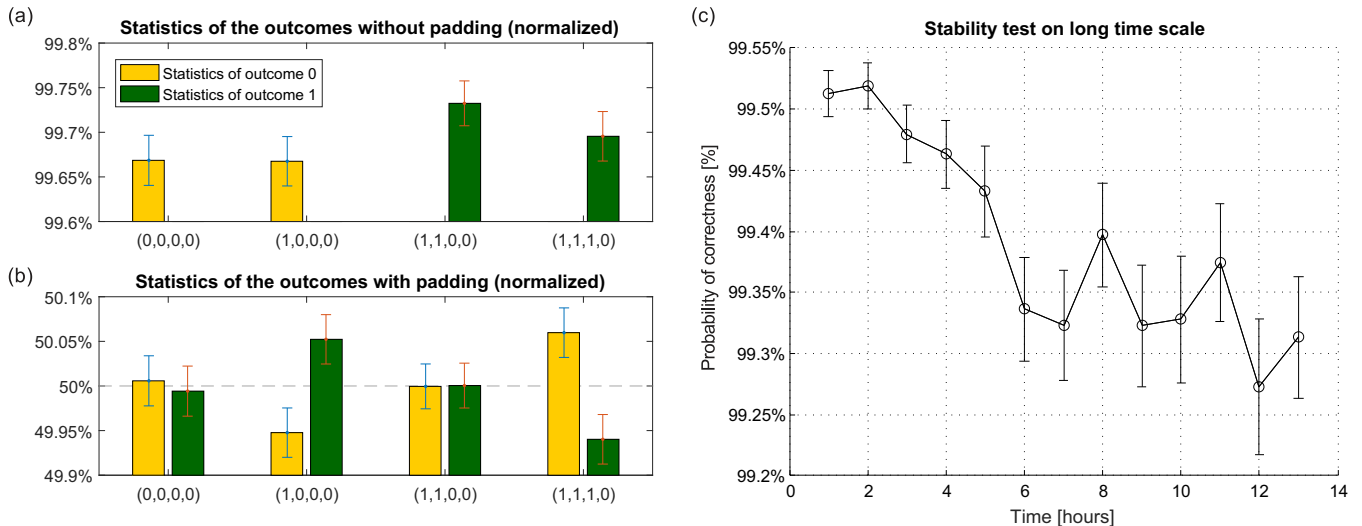 (a)
Statistics of the outcomes without padding (normalized)
99.8%
99.75%
99.7%
99.65%
99.6%
Statistics of outcome 0
Statistics of outcome 1
(0,0,0,0) (1,0,0,0) (1,1,0,0) (1,1,1,0)
(b)
Statistics of the outcomes with padding (normalized)
50.1%
50.05%
50%
49.95%
49.9%
(0,0,0,0) (1,0,0,0) (1,1,0,0) (1,1,1,0)
(c)
Stability test on long time scale
Probability of correctness [%]
99.55%
99.5%
99.45%
99.4%
99.35%
99.3%
99.25%
99.2%
0 2 4 6 8 10 12 14
Time [hours]